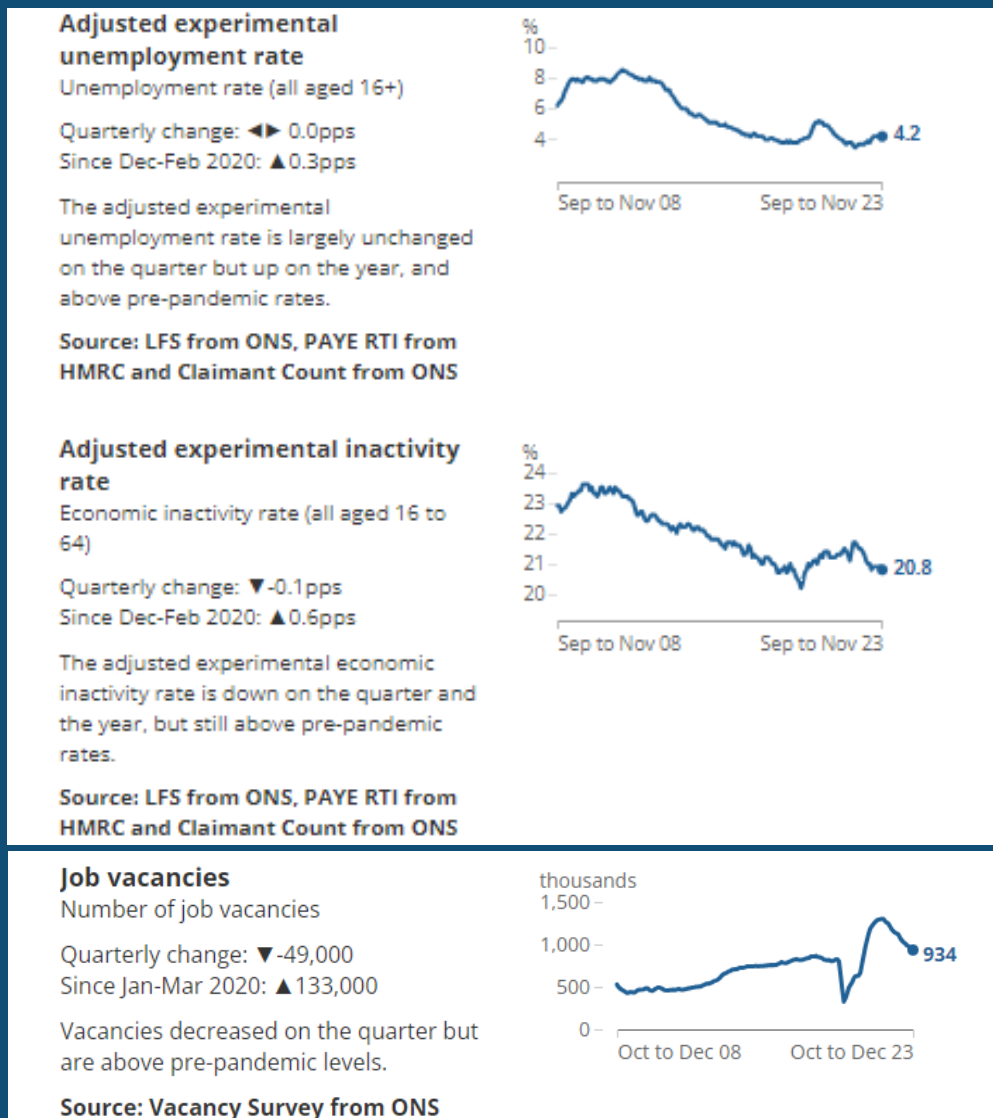 Adjusted experimental
unemployment rate
Unemployment rate (all aged 16+)
Quarterly change: ◄► 0.0pps
Since Dec-Feb 2020: ▲0.3pps
The adjusted experimental
unemployment rate is largely unchanged
on the quarter but up on the year, and
above pre-pandemic rates.
Source: LFS from ONS, PAYE RTI from
HMRC and Claimant Count from ONS
%
10
8
6
4
4.2
Sep to Nov 08
Sep to Nov 23
Adjusted experimental inactivity
rate
Economic inactivity rate (all aged 16 to
64)
Quarterly change: ▼-0.1pps
Since Dec-Feb 2020: ▲0.6pps
The adjusted experimental economic
inactivity rate is down on the quarter and
the year, but still above pre-pandemic
rates.
Source: LFS from ONS, PAYE RTI from
HMRC and Claimant Count from ONS
%
24
23
22
21
20
20.8
Sep to Nov 08
Sep to Nov 23
Job vacancies
Number of job vacancies
Quarterly change: ▼-49,000
Since Jan-Mar 2020: ▲133,000
Vacancies decreased on the quarter but
are above pre-pandemic levels.
Source: Vacancy Survey from ONS
thousands
1,500
1,000
500
0
934
Oct to Dec 08
Oct to Dec 23